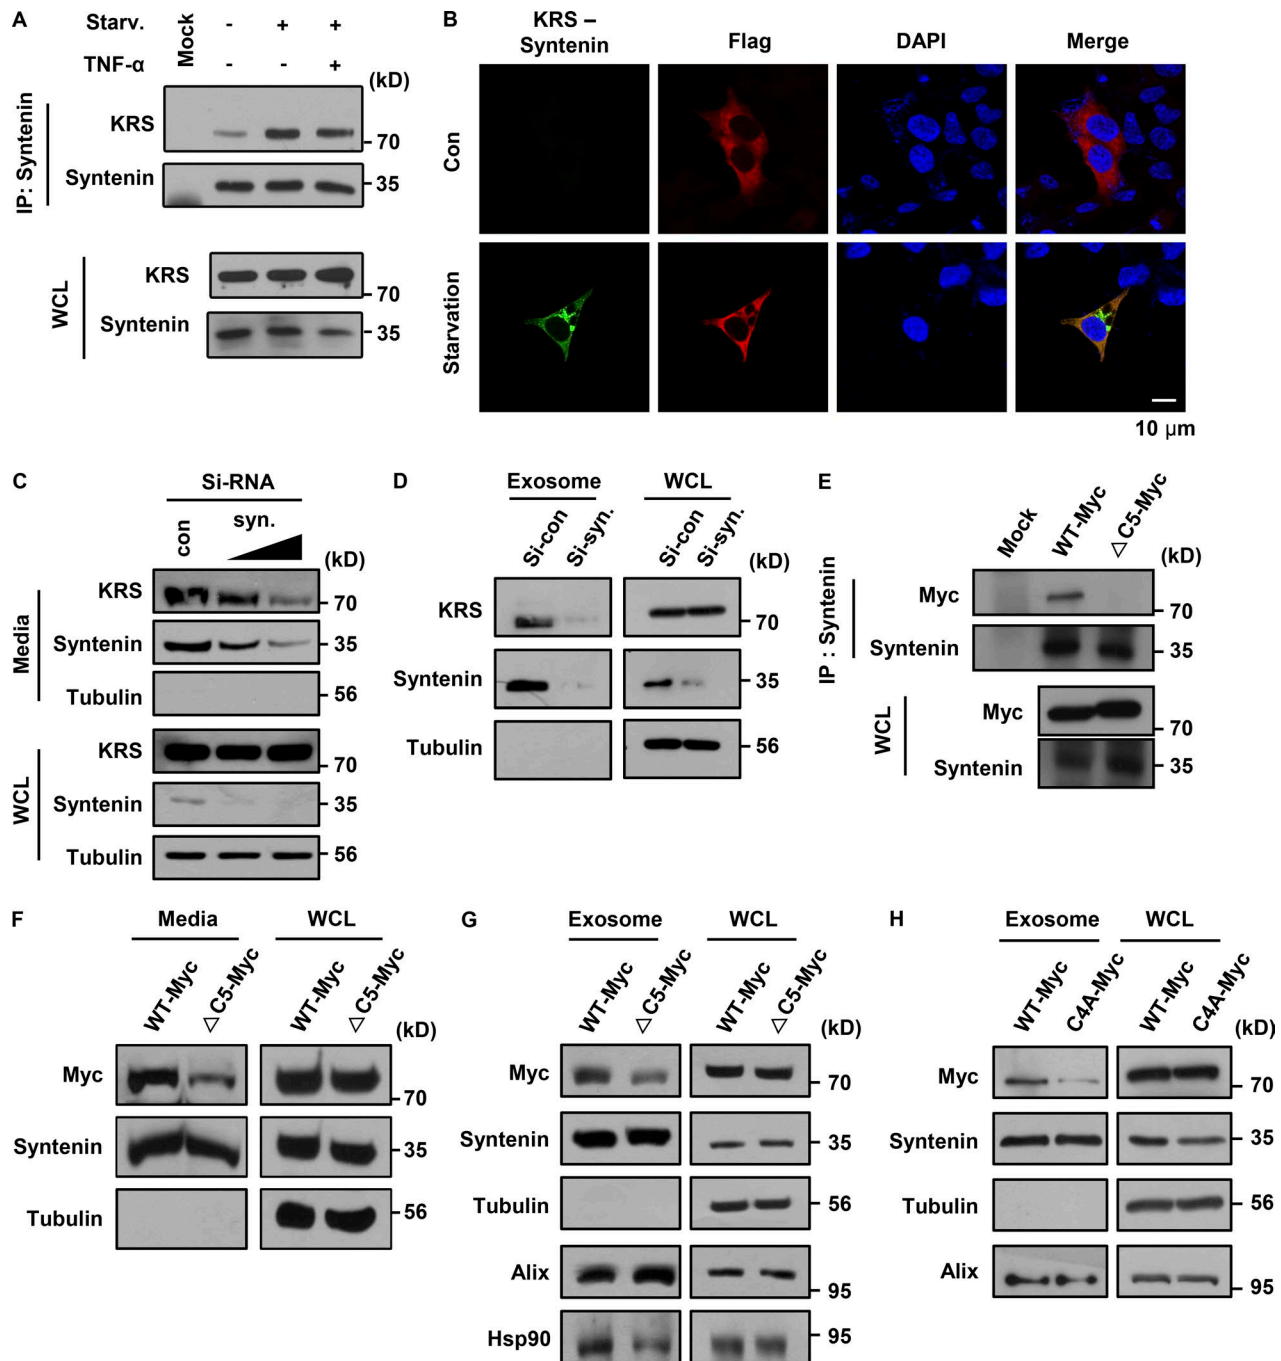 A
Starv. - + +
Mock
TNF-α - - +
(kD)
IP: Syntenin
KRS
70
Syntenin
35
WCL
KRS
70
Syntenin
35
B
KRS –
Syntenin
Flag
DAPI
Merge
Con
Starvation
10 μm
C
Si-RNA
con
syn.
(kD)
Media
KRS
70
Syntenin
35
Tubulin
56
WCL
KRS
70
Syntenin
35
Tubulin
56
D
Exosome
WCL
Si-con
Si-syn.
Si-con
Si-syn.
(kD)
KRS
70
Syntenin
35
Tubulin
56
E
Mock
WT-Myc
△C5-Myc
(kD)
IP : Syntenin
Myc
70
Syntenin
35
WCL
Myc
70
Syntenin
35
F
Media
WCL
WT-Myc
▽C5-Myc
WT-Myc
▽C5-Myc
(kD)
Myc
70
Syntenin
35
Tubulin
56
G
Exosome
WCL
WT-Myc
▽C5-Myc
WT-Myc
▽C5-Myc
(kD)
Myc
70
Syntenin
35
Tubulin
56
Alix
95
Hsp90
95
H
Exosome
WCL
WT-Myc
C4A-Myc
WT-Myc
C4A-Myc
(kD)
Myc
70
Syntenin
35
Tubulin
56
Alix
95